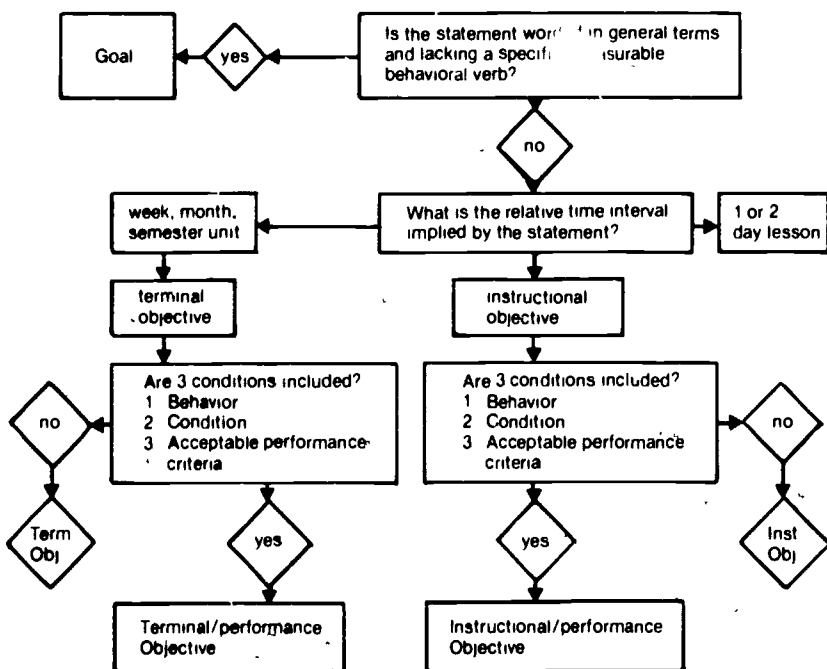 Goal
yes
Is the statement in general terms
and lacking a
behavioral verb?
no
week, month,
semester unit
What is the relative time interval
implied by the statement?
1 or 2
day lesson
terminal
objective
instructional
objective
Are 3 conditions included?
1 Behavior
2 Condition
3 Acceptable performance
criteria
Are 3 conditions included?
1 Behavior
2 Condition
3 Acceptable performance
criteria
no
no
Term
Obj
yes
yes
Inst
Obj
Terminal/performance
Objective
Instructional/performance
Objective